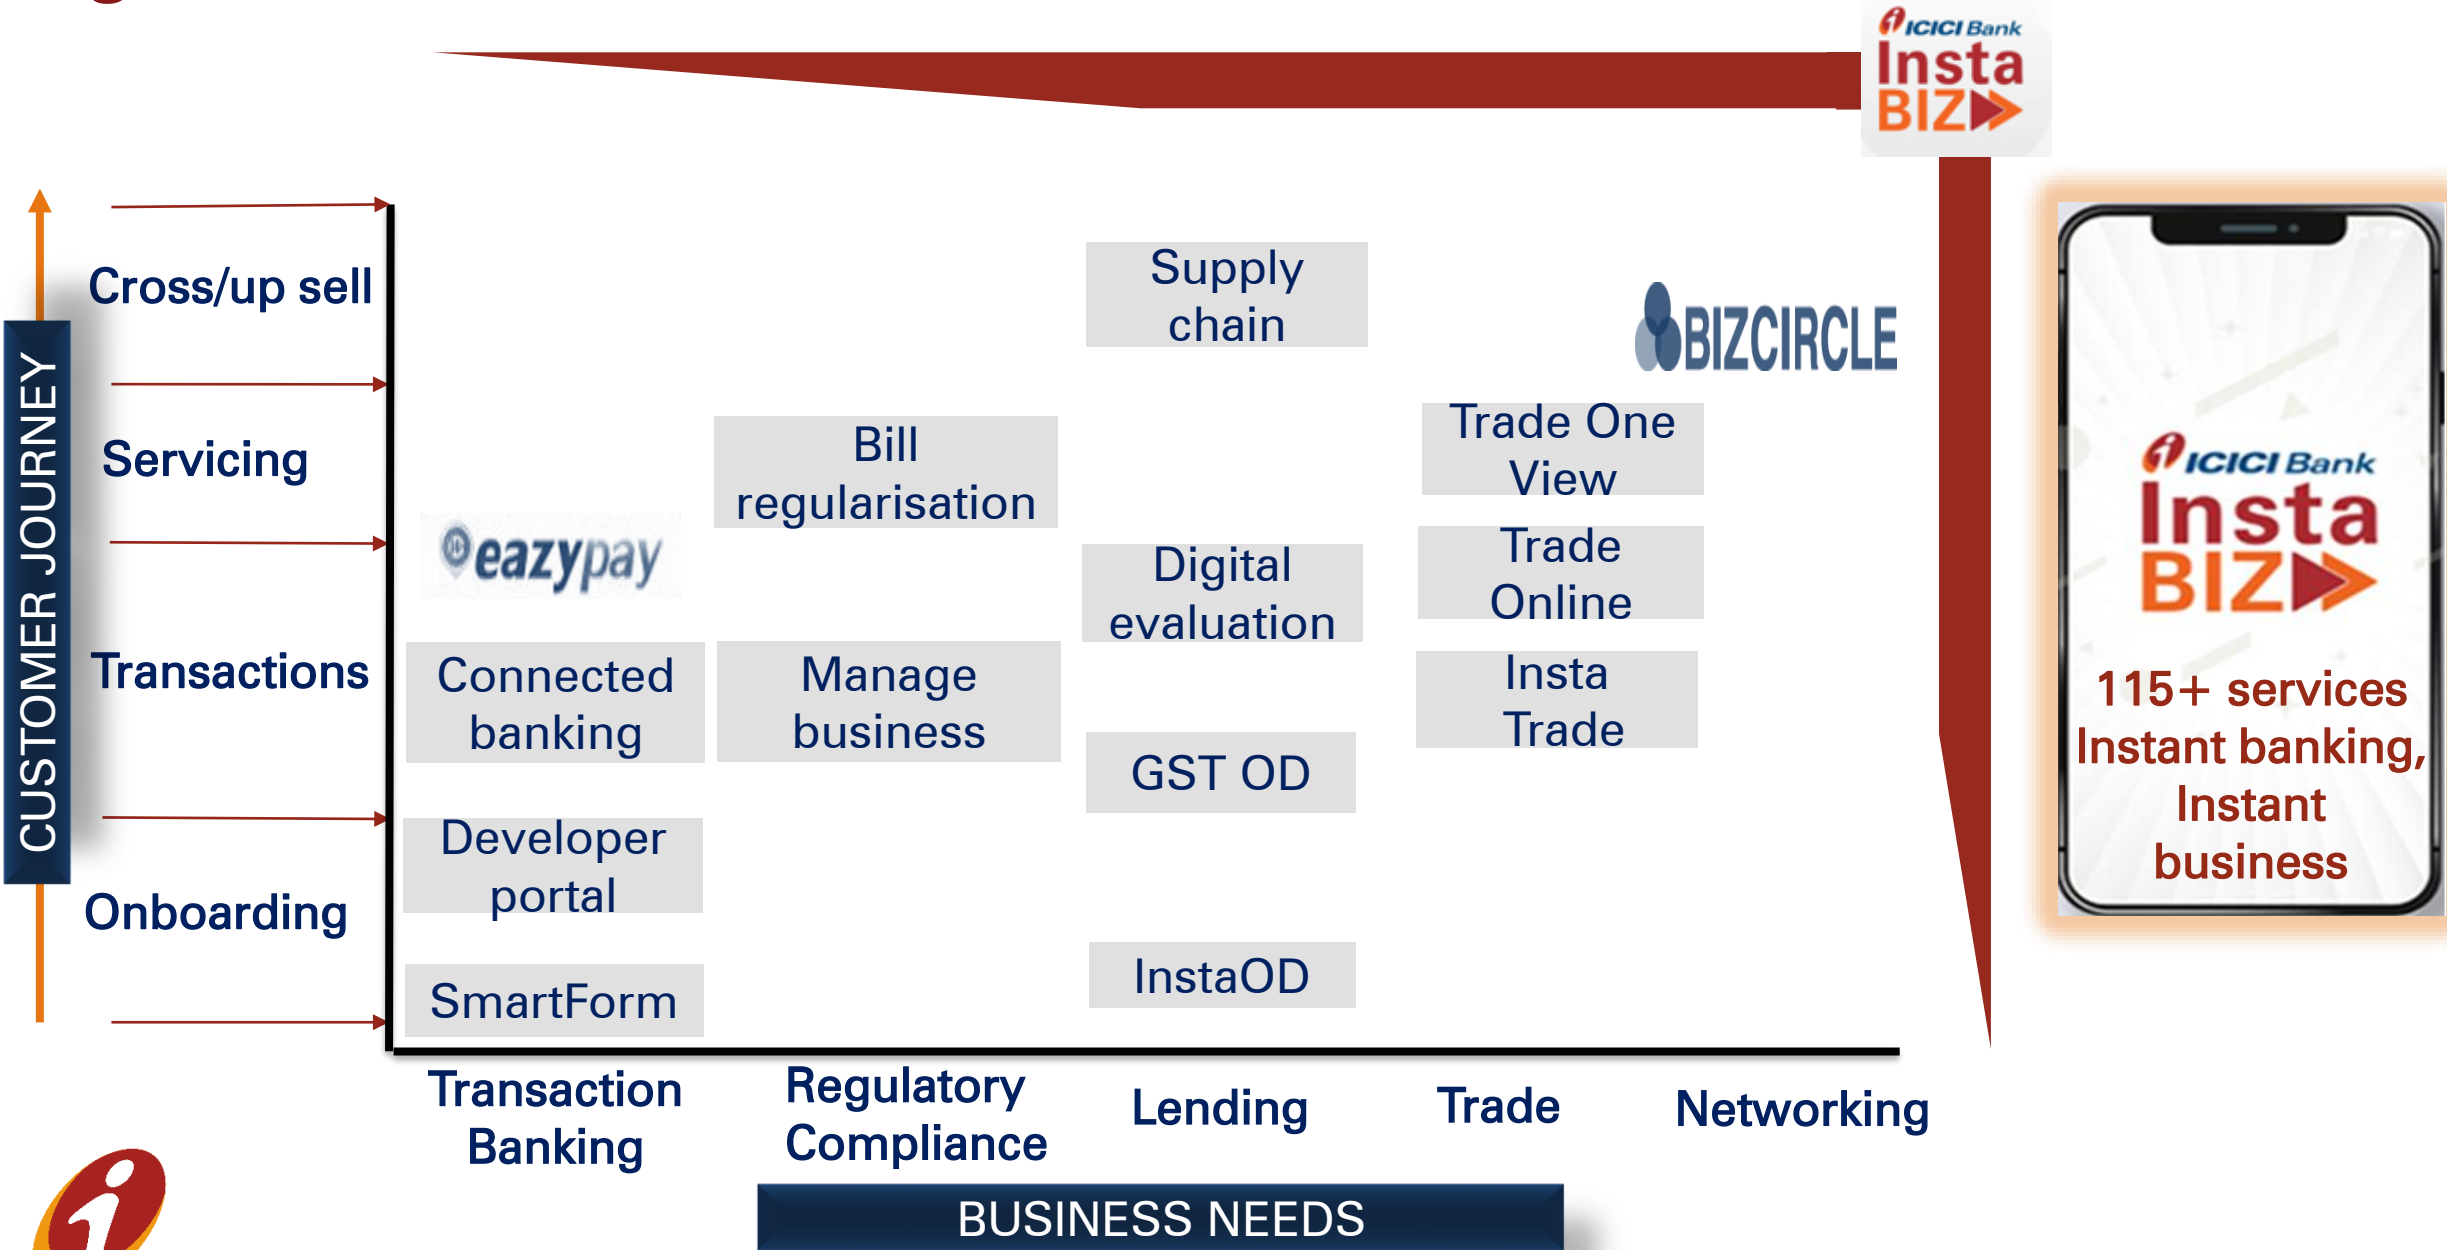 ICICI Bank
Insta
BIZ
Cross/up sell
Servicing
Transactions
Onboarding
CUSTOMER JOURNEY
Supply
chain
BIZCIRCLE
Bill
regularisation
Trade One
View
eazypay
Digital
evaluation
Trade
Online
Connected
banking
Manage
business
Insta
Trade
GST OD
Developer
portal
InstaOD
SmartForm
Transaction
Banking
Regulatory
Compliance
Lending
Trade
Networking
BUSINESS NEEDS
ICICI Bank
Insta
BIZ
115+ services
Instant banking,
Instant
business